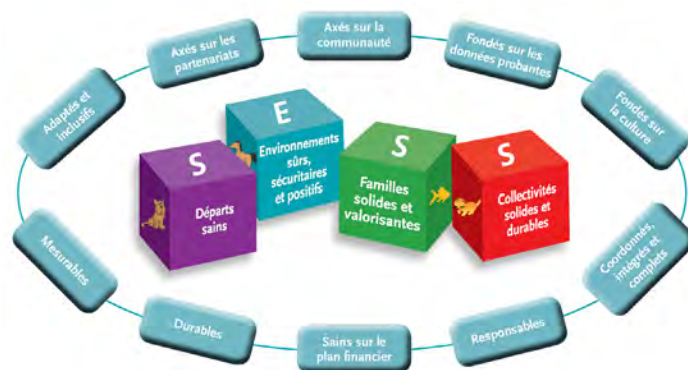 Axés sur la
communauté
Axés sur les
partenariats
Fondés sur les
données probantes
Adaptés et
inclusifs
Fondés sur
la culture
S
Départs
sains
E
Environnements
sûrs,
sécuritaires
et positifs
S
Familles
solides et
valorisantes
S
Collectivités
solides et
durables
Mesurables
Coordonnés,
intégrés et
complets
Durables
Sains sur le
plan financier
Responsables